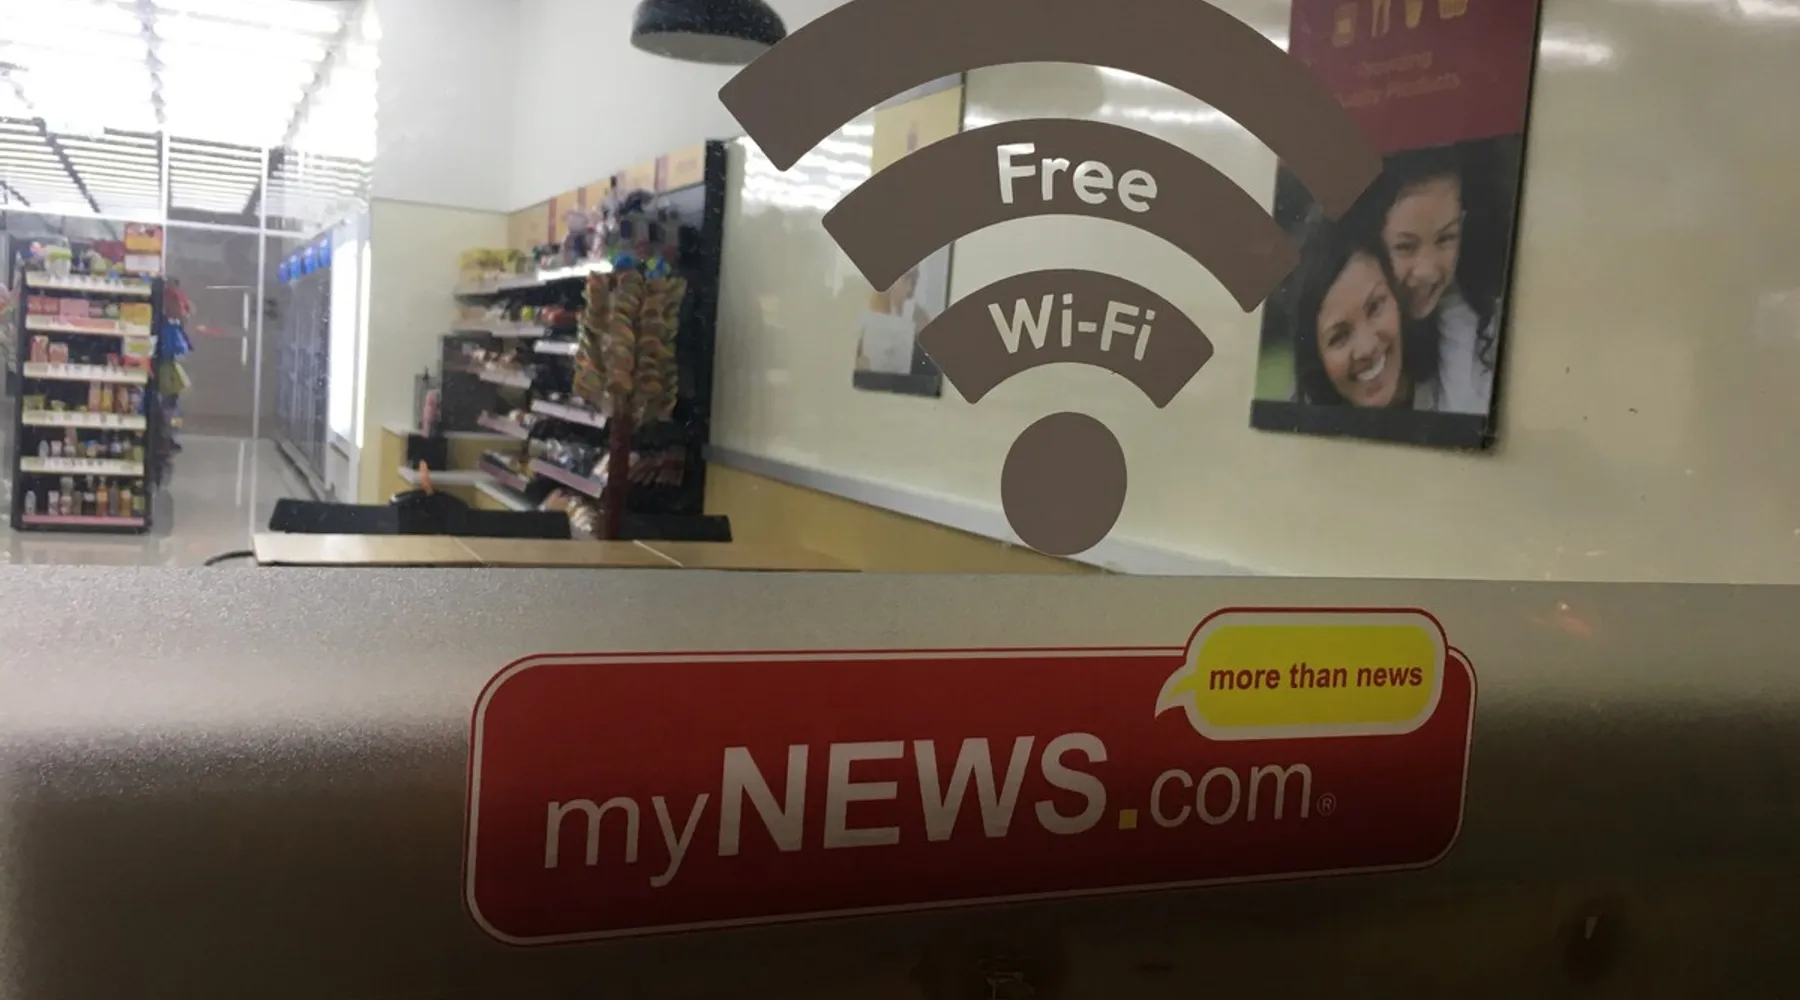 Free
Wi-Fi
more than news
myNEWS.com®